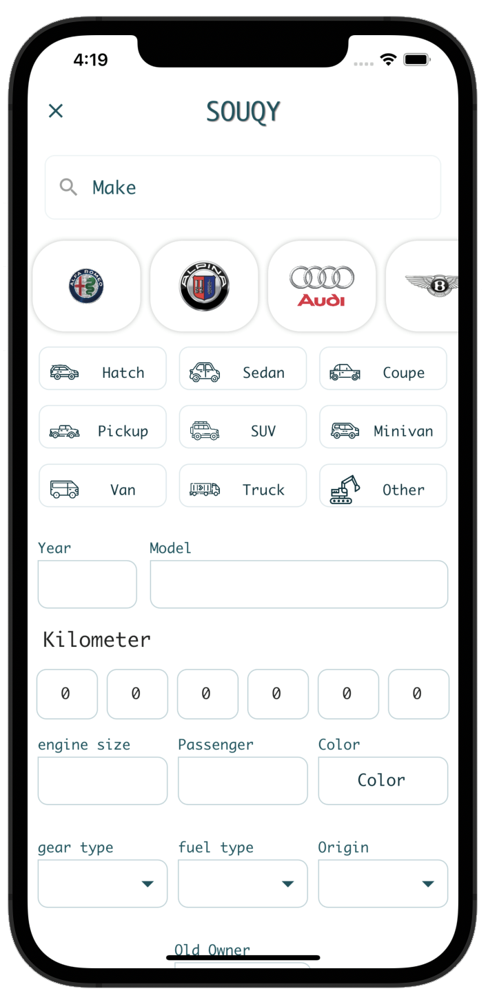 4:19
SOUQY
Make
ALFA ROMEO
ALPINA
Audi
B
Hatch
Sedan
Coupe
Pickup
SUV
Minivan
Van
Truck
Other
Year
Model
Kilometer
0 0 0 0 0 0
engine size
Passenger
Color
Color
gear type
fuel type
Origin
Old Owner